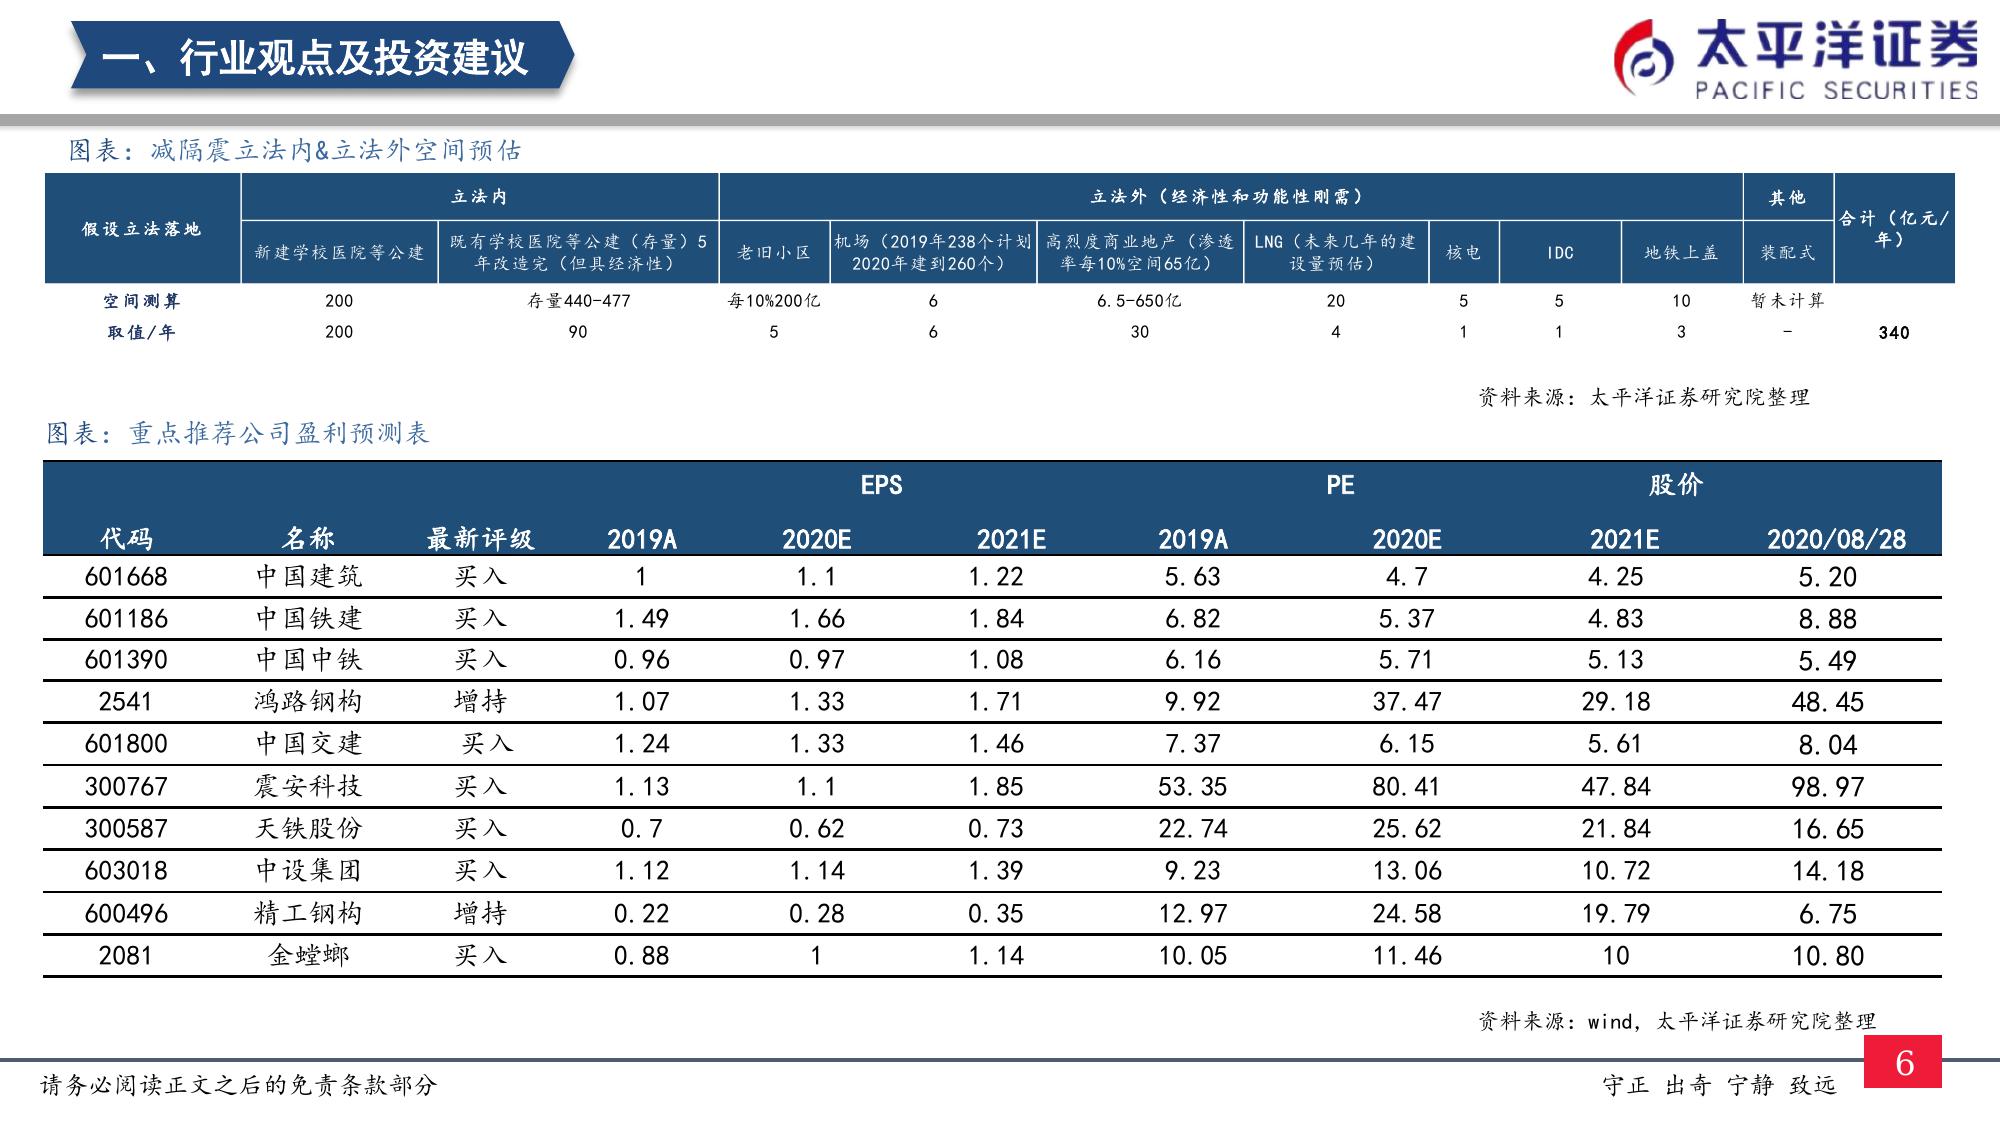 一、行业观点及投资建议
太平洋证券
PACIFIC SECURITIES
图表：减隔震立法内&立法外空间预估
假设立法落地 立法内 立法外（经济性和功能性刚需） 其他 合计（亿元/年）
新建学校医院等公建 既有学校医院等公建（存量）5年改造完（但具经济性） 老旧小区 机场（2019年238个计划2020年建到260个） 高烈度商业地产（渗透率每10%空间65亿） LNG（未来几年的建设量预估） 核电 IDC 地铁上盖 装配式
空间测算 200 存量440-477 每10%200亿 6 6.5-650亿 20 5 5 10 暂未计算
取值/年 200 90 5 6 30 4 1 1 3 - 340
资料来源：太平洋证券研究院整理
图表：重点推荐公司盈利预测表
EPS PE 股价
代码 名称 最新评级 2019A 2020E 2021E 2019A 2020E 2021E 2020/08/28
601668 中国建筑 买入 1 1.1 1.22 5.63 4.7 4.25 5.20
601186 中国铁建 买入 1.49 1.66 1.84 6.82 5.37 4.83 8.88
601390 中国中铁 买入 0.96 0.97 1.08 6.16 5.71 5.13 5.49
2541 鸿路钢构 增持 1.07 1.33 1.71 9.92 37.47 29.18 48.45
601800 中国交建 买入 1.24 1.33 1.46 7.37 6.15 5.61 8.04
300767 震安科技 买入 1.13 1.1 1.85 53.35 80.41 47.84 98.97
300587 天铁股份 买入 0.7 0.62 0.73 22.74 25.62 21.84 16.65
603018 中设集团 买入 1.12 1.14 1.39 9.23 13.06 10.72 14.18
600496 精工钢构 增持 0.22 0.28 0.35 12.97 24.58 19.79 6.75
2081 金螳螂 买入 0.88 1 1.14 10.05 11.46 10 10.80
资料来源：wind，太平洋证券研究院整理
请务必阅读正文之后的免责条款部分
守正 出奇 宁静 致远
6